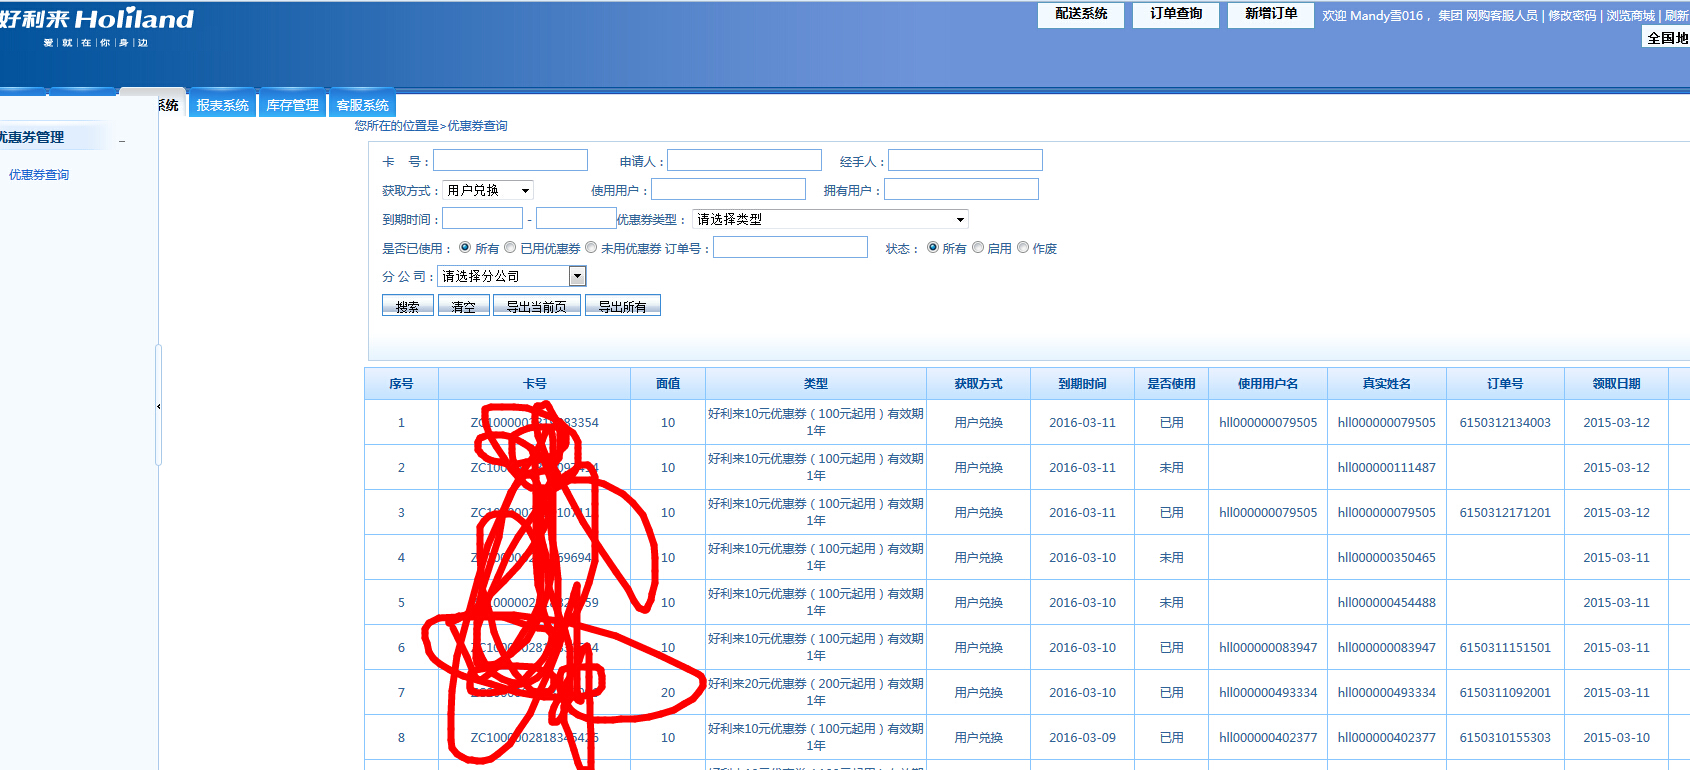 好利来 Holiland
爱|就|在|你|身|边
配送系统 订单查询 新增订单 欢迎 Mandy雪016， 集团 网购客服人员 | 修改密码 | 浏览商城 | 刷新
全国地
系统 报表系统 库存管理 客服系统
优惠券管理
优惠券查询
您所在的位置是>优惠券查询
卡 号： 申请人： 经手人：
获取方式： 用户兑换 使用用户： 拥有用户：
到期时间： - 优惠券类型： 请选择类型
是否已使用： 所有 已用优惠券 未用优惠券 订单号： 状态： 所有 启用 作废
分 公 司： 请选择分公司
搜索 清空 导出当前页 导出所有
序号 卡号 面值 类型 获取方式 到期时间 是否使用 使用用户名 真实姓名 订单号 领取日期
1 10 好利来10元优惠券（100元起用）有效期1年 用户兑换 2016-03-11 已用 hll000000079505 hll000000079505 6150312134003 2015-03-12
2 10 好利来10元优惠券（100元起用）有效期1年 用户兑换 2016-03-11 未用 hll000000111487 2015-03-12
3 10 好利来10元优惠券（100元起用）有效期1年 用户兑换 2016-03-11 已用 hll000000079505 hll000000079505 6150312171201 2015-03-12
4 10 好利来10元优惠券（100元起用）有效期1年 用户兑换 2016-03-10 未用 hll000000350465 2015-03-11
5 10 好利来10元优惠券（100元起用）有效期1年 用户兑换 2016-03-10 未用 hll000000454488 2015-03-11
6 10 好利来10元优惠券（100元起用）有效期1年 用户兑换 2016-03-10 已用 hll000000083947 hll000000083947 6150311151501 2015-03-11
7 20 好利来20元优惠券（200元起用）有效期1年 用户兑换 2016-03-10 已用 hll000000493334 hll000000493334 6150311092001 2015-03-11
8 10 好利来10元优惠券（100元起用）有效期1年 用户兑换 2016-03-09 已用 hll000000402377 hll000000402377 6150310155303 2015-03-10